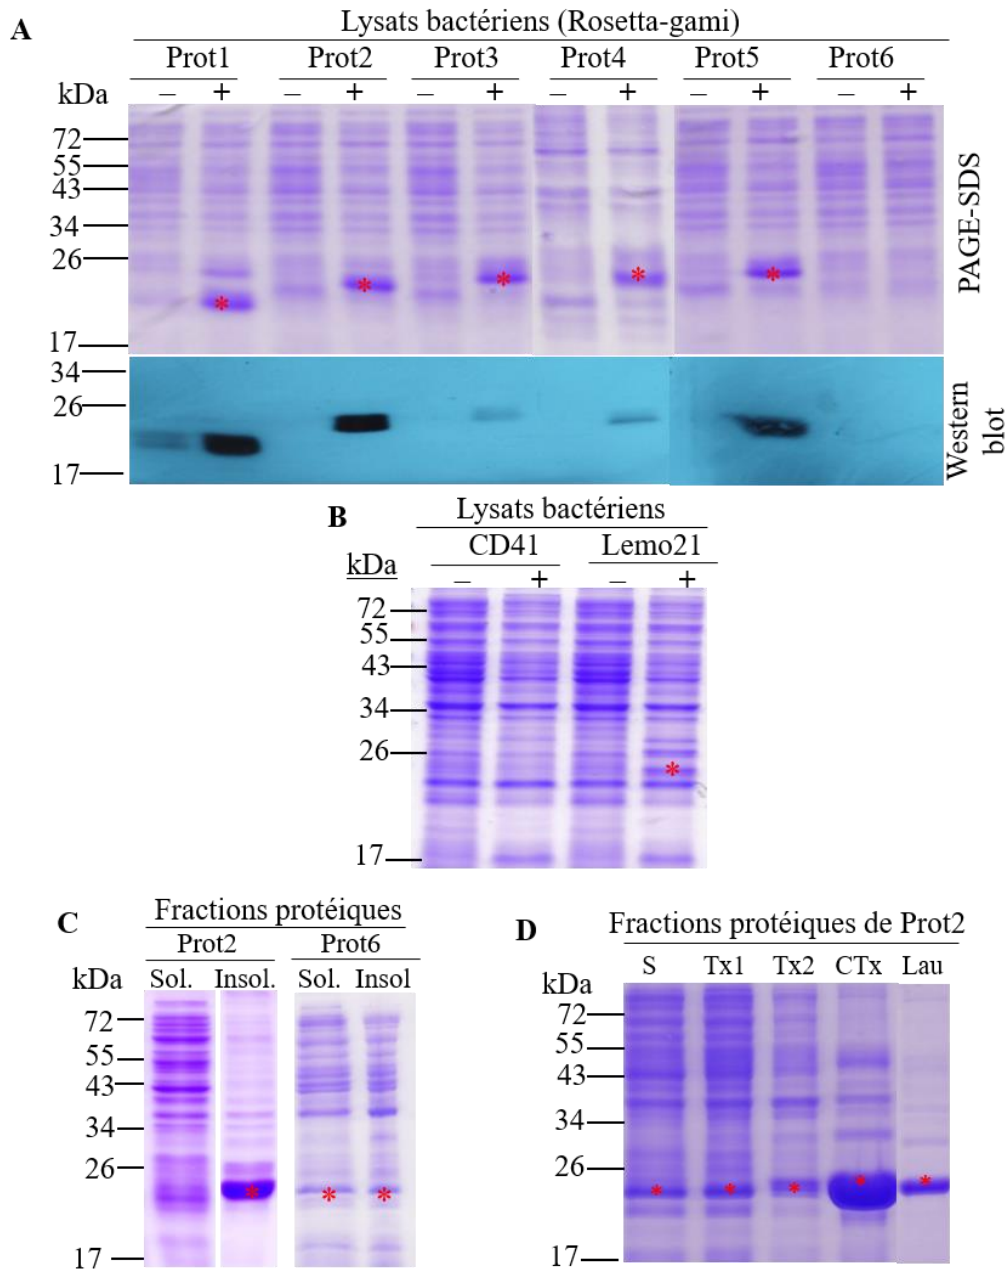 A
Lysats bactériens (Rosetta-gami)
Prot1 Prot2 Prot3 Prot4 Prot5 Prot6
kDa – + – + – + – + – + – +
72
55
43
34
26
17
PAGE-SDS
34
26
17
Western
blot
B
Lysats bactériens
CD41 Lemo21
kDa – + – +
72
55
43
34
26
*
17
C
Fractions protéiques
Prot2 Prot6
kDa Sol. Insol. Sol. Insol
72
55
43
34
26
* * *
17
D
Fractions protéiques de Prot2
kDa S Tx1 Tx2 CTx Lau
72
55
43
34
26
* * * * *
17